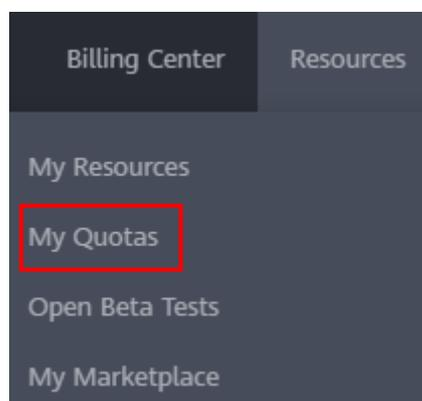 Billing Center Resources
My Resources
My Quotas
Open Beta Tests
My Marketplace